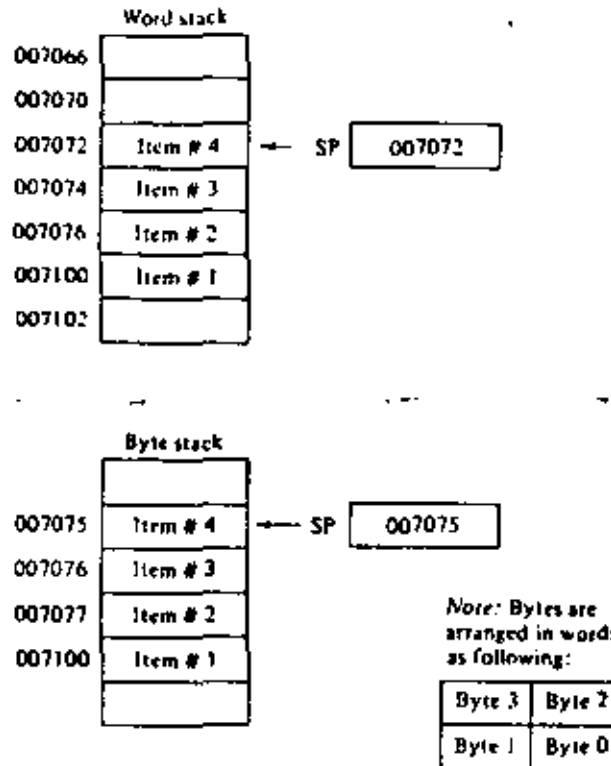 Word stack
007066
007070
007072 Item # 4 SP 007072
007074 Item # 3
007076 Item # 2
007100 Item # 1
007102
Byte stack
007075 Item # 4 SP 007075
007076 Item # 3
007077 Item # 2
007100 Item # 1
Note: Bytes are
arranged in words
as following:
Byte 3 Byte 2
Byte 1 Byte 0